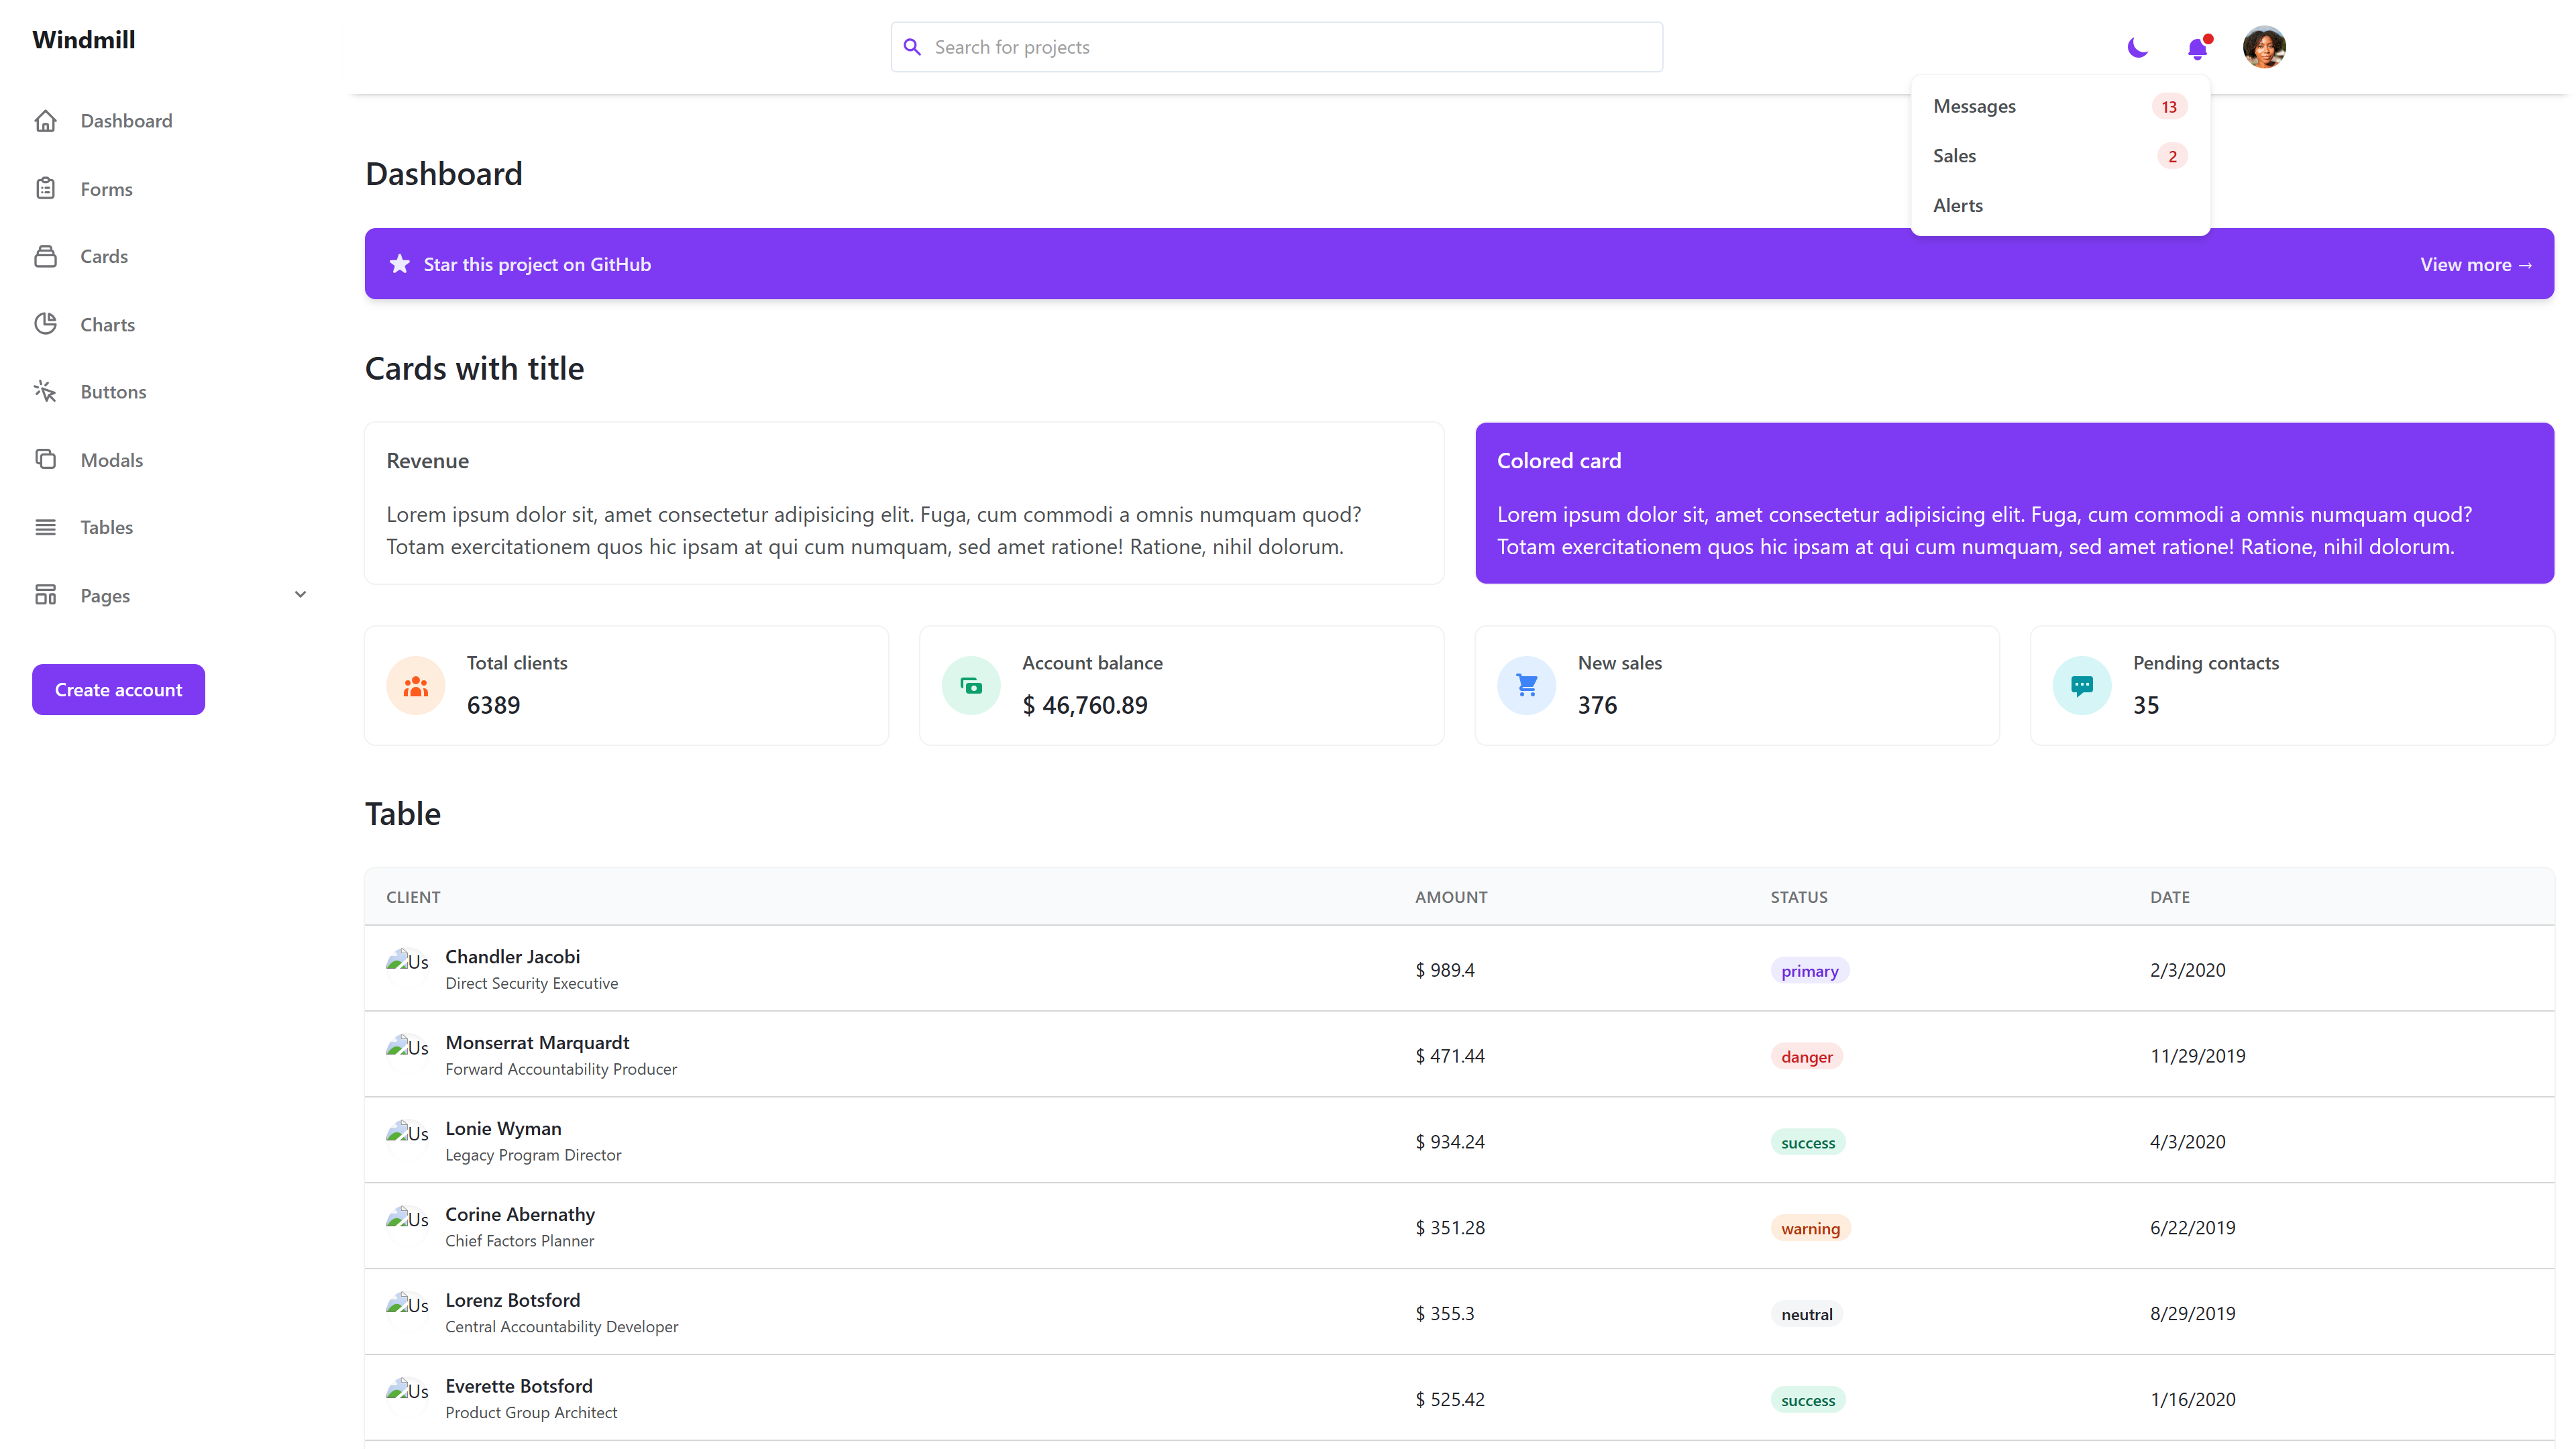 Windmill
Search for projects
Dashboard
Forms
Cards
Charts
Buttons
Modals
Tables
Pages
Create account
Messages 13
Sales 2
Alerts
Dashboard
Star this project on GitHub View more →
Cards with title
Revenue
Lorem ipsum dolor sit, amet consectetur adipisicing elit. Fuga, cum commodi a omnis numquam quod?
Totam exercitationem quos hic ipsam at qui cum numquam, sed amet ratione! Ratione, nihil dolorum.
Colored card
Lorem ipsum dolor sit, amet consectetur adipisicing elit. Fuga, cum commodi a omnis numquam quod?
Totam exercitationem quos hic ipsam at qui cum numquam, sed amet ratione! Ratione, nihil dolorum.
Total clients
6389
Account balance
$ 46,760.89
New sales
376
Pending contacts
35
Table
CLIENT AMOUNT STATUS DATE
Us Chandler Jacobi $ 989.4 primary 2/3/2020
Direct Security Executive
Us Monserrat Marquardt $ 471.44 danger 11/29/2019
Forward Accountability Producer
Us Lonie Wyman $ 934.24 success 4/3/2020
Legacy Program Director
Us Corine Abernathy $ 351.28 warning 6/22/2019
Chief Factors Planner
Us Lorenz Botsford $ 355.3 neutral 8/29/2019
Central Accountability Developer
Us Everette Botsford $ 525.42 success 1/16/2020
Product Group Architect